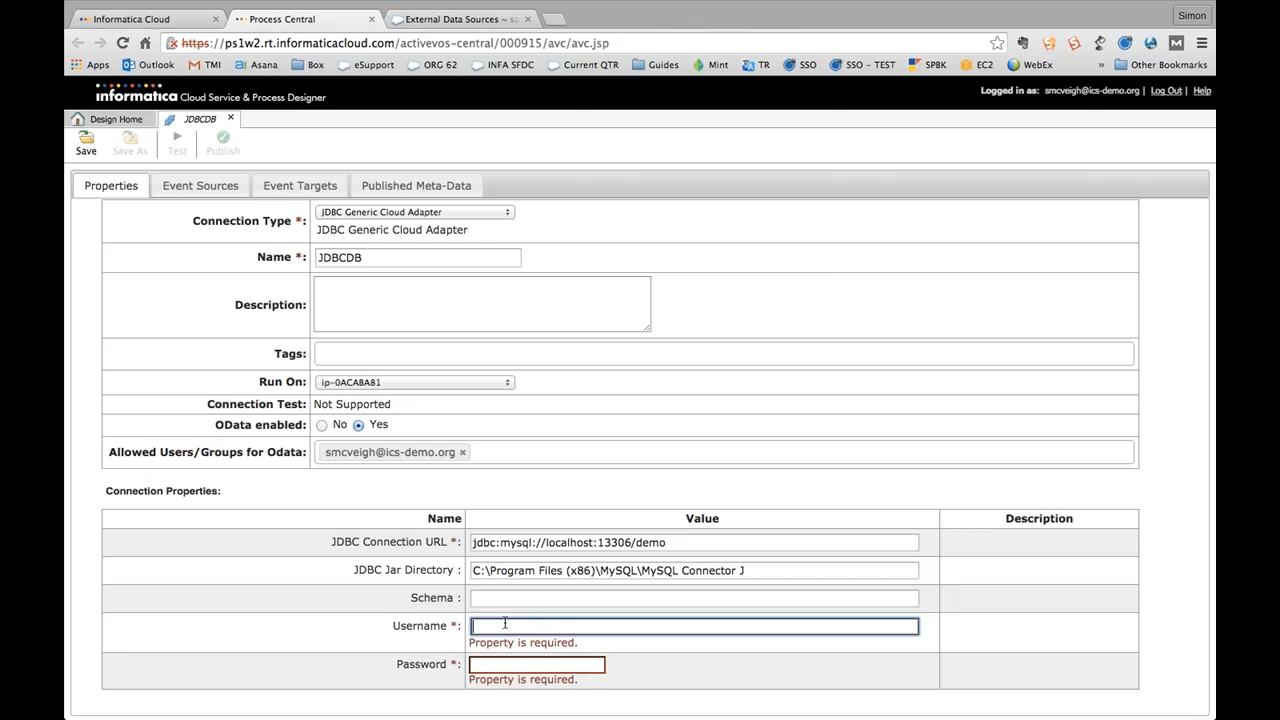 Informatica Cloud × Process Central × External Data Sources ~ sa × Simon
https://ps1w2.rt.informaticacloud.com/activevos-central/000915/avc/avc.jsp
Apps Outlook TMI Asana Box eSupport ORG 62 INFA SFDC Current QTR Guides Mint TR SSO SSO - TEST SPBK EC2 WebEx » Other Bookmarks
informatica Cloud Service & Process Designer Logged in as: smcveigh@ics-demo.org | Log Out | Help
Design Home JDBCDB ×
Save Save As Test Publish
Properties Event Sources Event Targets Published Meta-Data
Connection Type *: JDBC Generic Cloud Adapter
JDBC Generic Cloud Adapter
Name *: JDBCDB
Description:
Tags:
Run On: ip-0ACABA81
Connection Test: Not Supported
OData enabled: No Yes
Allowed Users/Groups for Odata: smcveigh@ics-demo.org ×
Connection Properties:
Name Value Description
JDBC Connection URL *: jdbc:mysql://localhost:13306/demo
JDBC Jar Directory : C:\Program Files (x86)\MySQL\MySQL Connector J
Schema :
Username *:
Property is required.
Password *:
Property is required.